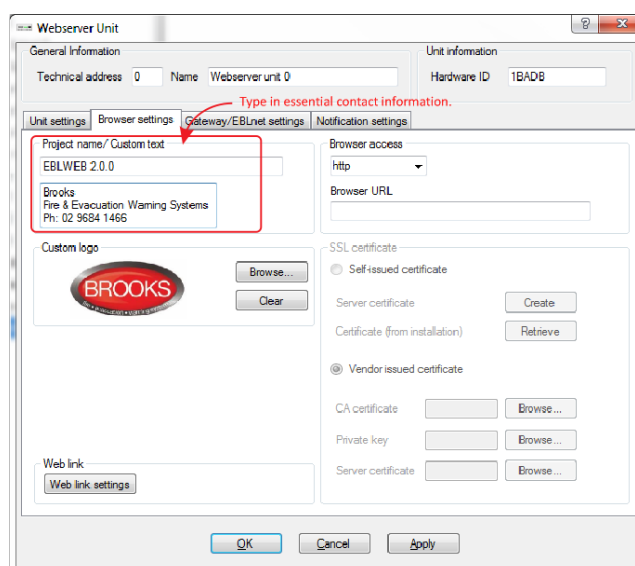 Webserver Unit
General Information
Technical address 0 Name Webserver unit 0
Unit information
Hardware ID 1BADB
Type in essential contact information.
Unit settings Browser settings Gateway/EBLnet settings Notification settings
Project name/ Custom text
EBLWEB 2.0.0
Brooks
Fire & Evacuation Warning Systems
Ph: 02 9684 1466
Browser access
http
Browser URL
Custom logo
BROOKS
Browse...
Clear
SSL certificate
Self-issued certificate
Server certificate Create
Certificate (from installation) Retrieve
Vendor issued certificate
CA certificate Browse...
Private key Browse...
Server certificate Browse...
Web link
Web link settings
OK Cancel Apply